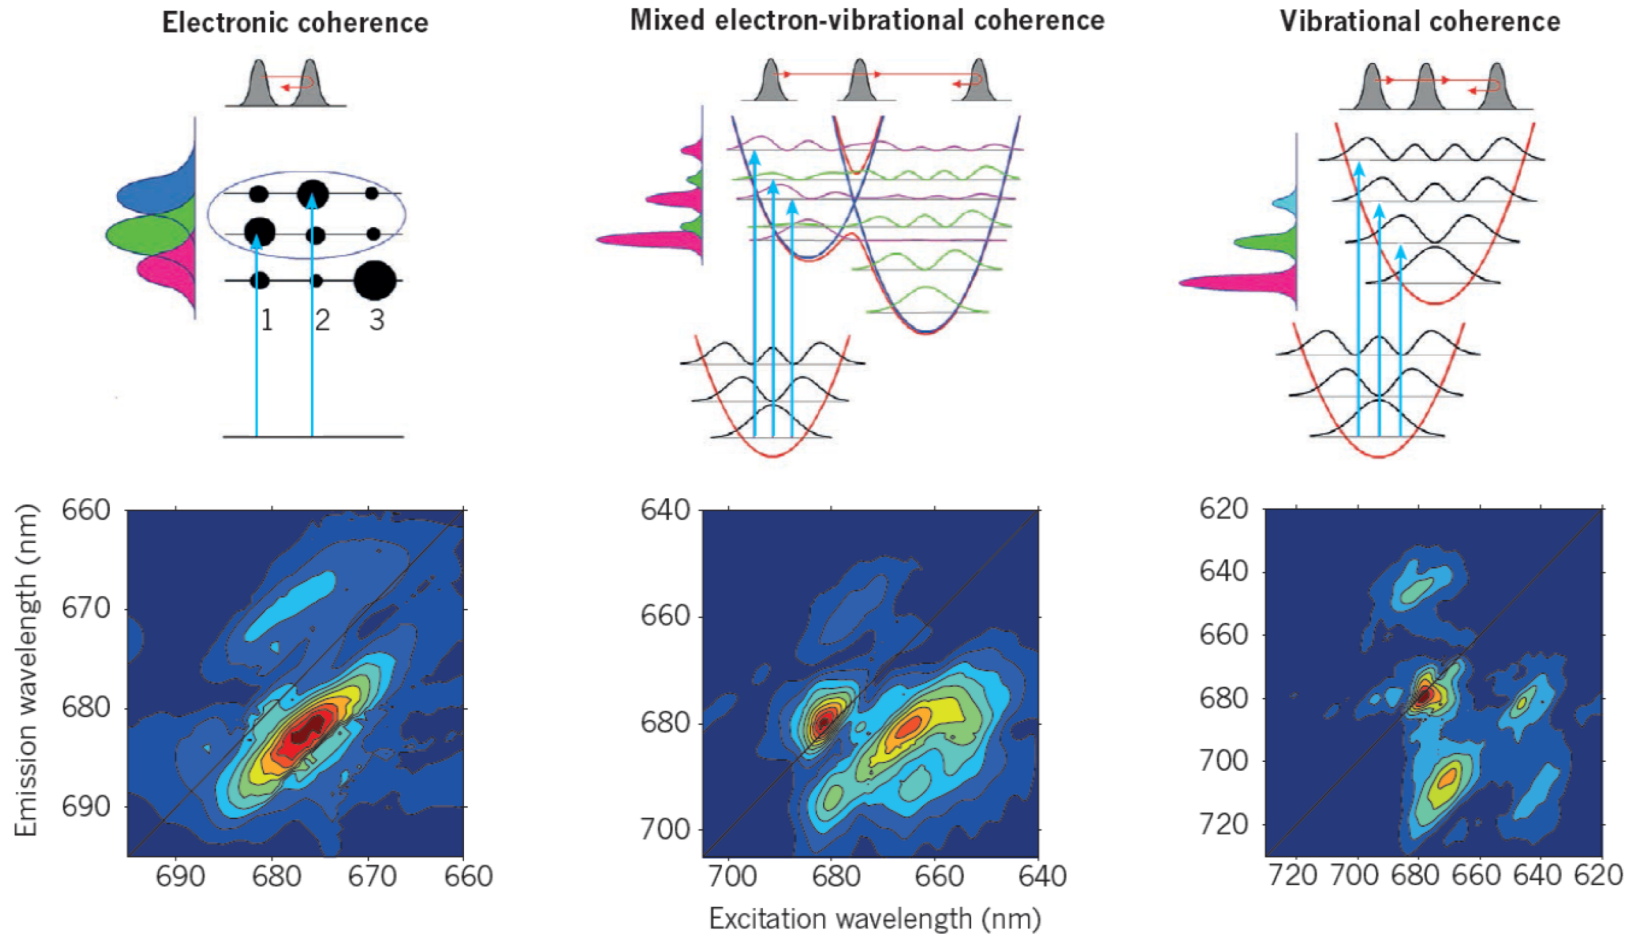 Electronic coherence
Mixed electron-vibrational coherence
Vibrational coherence
1 2 3
Emission wavelength (nm)
660
670
680
690
690 680 670 660
640
660
680
700
700 680 660 640
620
640
660
680
700
720
720 700 680 660 640 620
Excitation wavelength (nm)